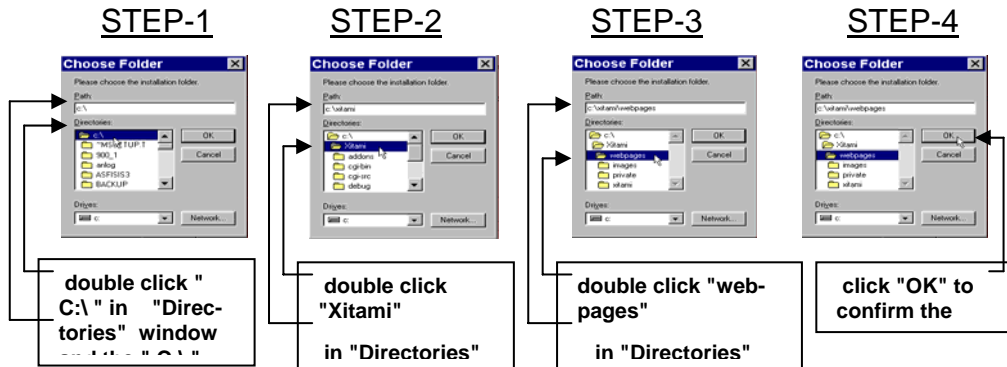 STEP-1
STEP-2
STEP-3
STEP-4
Choose Folder
Please choose the installation folder.
Path:
c:\
Directories:
c:\
~MSSETUP.T
900_1
anlog
ASFISIS3
BACKUP
OK
Cancel
Drives:
c:
Network...
double click "
C:\ " in "Direc-
tories" window
and the " C:\ "
Choose Folder
Please choose the installation folder.
Path:
c:\xitami
Directories:
c:\
Xitami
addons
cgi-bin
cgi-src
debug
OK
Cancel
Drives:
c:
Network...
double click
"Xitami"
in "Directories"
Choose Folder
Please choose the installation folder.
Path:
c:\xitami\webpages
Directories:
c:\
Xitami
webpages
images
private
xitami
OK
Cancel
Drives:
c:
Network...
double click "web-
pages"
in "Directories"
Choose Folder
Please choose the installation folder.
Path:
c:\xitami\webpages
Directories:
c:\
Xitami
webpages
images
private
xitami
OK
Cancel
Drives:
c:
Network...
click "OK" to
confirm the